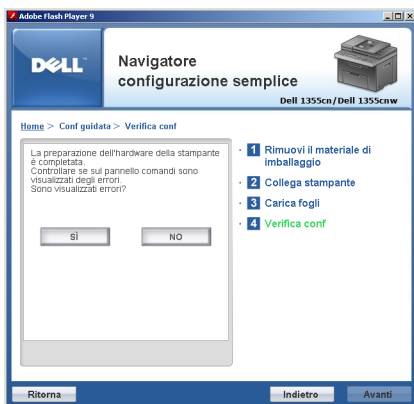 Adobe Flash Player 9
DELL
Navigatore
configurazione semplice
Dell 1355cn/Dell 1355cnw
Home > Conf guidata > Verifica conf
La preparazione dell'hardware della stampante
é completata.
Controllare se sul pannello comandi sono
visualizzati degli errori.
Sono visualizzati errori?
SÌ
NO
1 Rimuovi il materiale di
imballaggio
2 Collega stampante
3 Carica fogli
4 Verifica conf
Ritorna
Indietro
Avanti